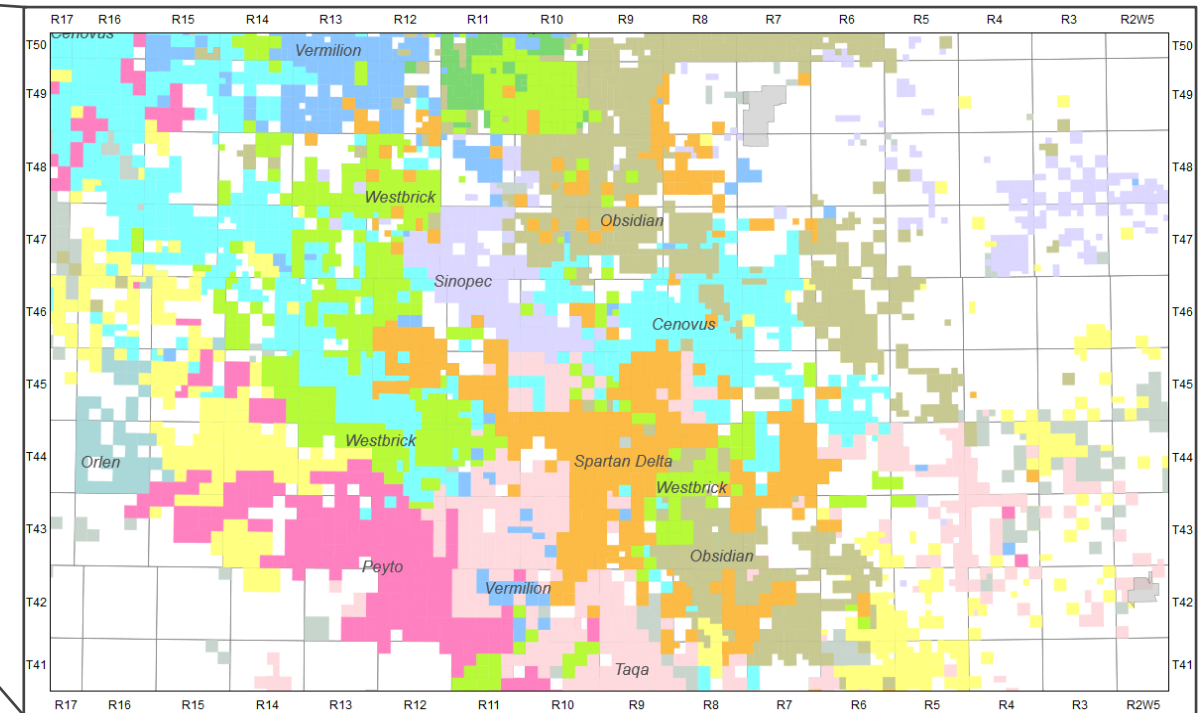 R17 R16 R15 R14 R13 R12 R11 R10 R9 R8 R7 R6 R5 R4 R3 R2W5
Cenovus
T50 Vermilion T50
T49 T49
T48 T48
Westbrick
Obsidian
T47 T47
Sinopec
T46 Cenovus T46
T45 T45
Westbrick
T44 Orlen Spartan Delta T44
Westbrick
T43 T43
Obsidian
Peyto
Vermilion
T42 T42
T41 Taqa T41
R17 R16 R15 R14 R13 R12 R11 R10 R9 R8 R7 R6 R5 R4 R3 R2W5